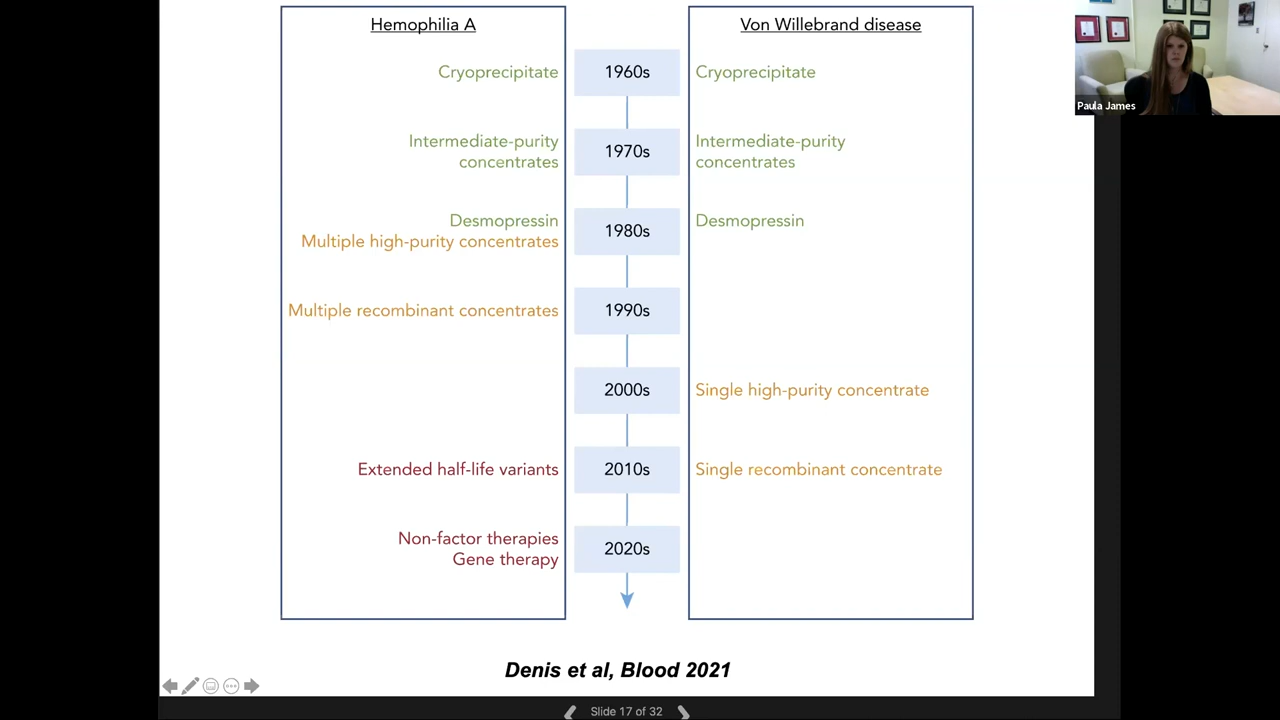 Hemophilia A
Von Willebrand disease
Cryoprecipitate
1960s
Cryoprecipitate
Intermediate-purity
concentrates
1970s
Intermediate-purity
concentrates
Desmopressin
Multiple high-purity concentrates
1980s
Desmopressin
Multiple recombinant concentrates
1990s
2000s
Single high-purity concentrate
Extended half-life variants
2010s
Single recombinant concentrate
Non-factor therapies
Gene therapy
2020s
Denis et al, Blood 2021
Slide 17 of 32
Paula James